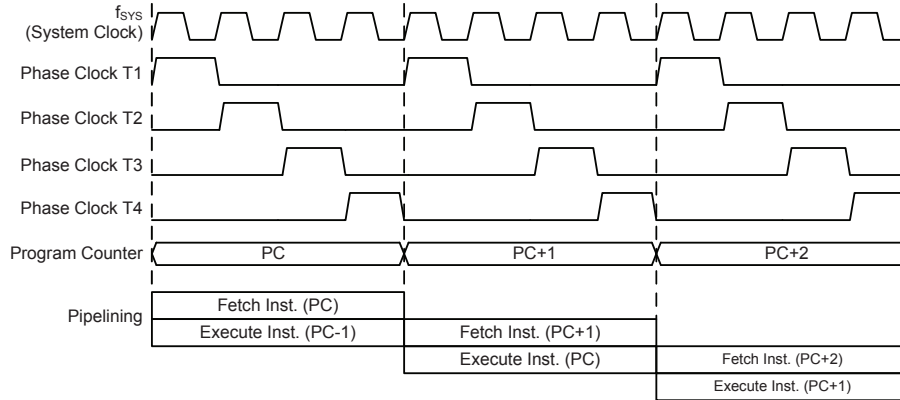 fSYS
(System Clock)
Phase Clock T1
Phase Clock T2
Phase Clock T3
Phase Clock T4
Program Counter PC PC+1 PC+2
Pipelining
Fetch Inst. (PC)
Execute Inst. (PC-1) Fetch Inst. (PC+1)
Execute Inst. (PC) Fetch Inst. (PC+2)
Execute Inst. (PC+1)